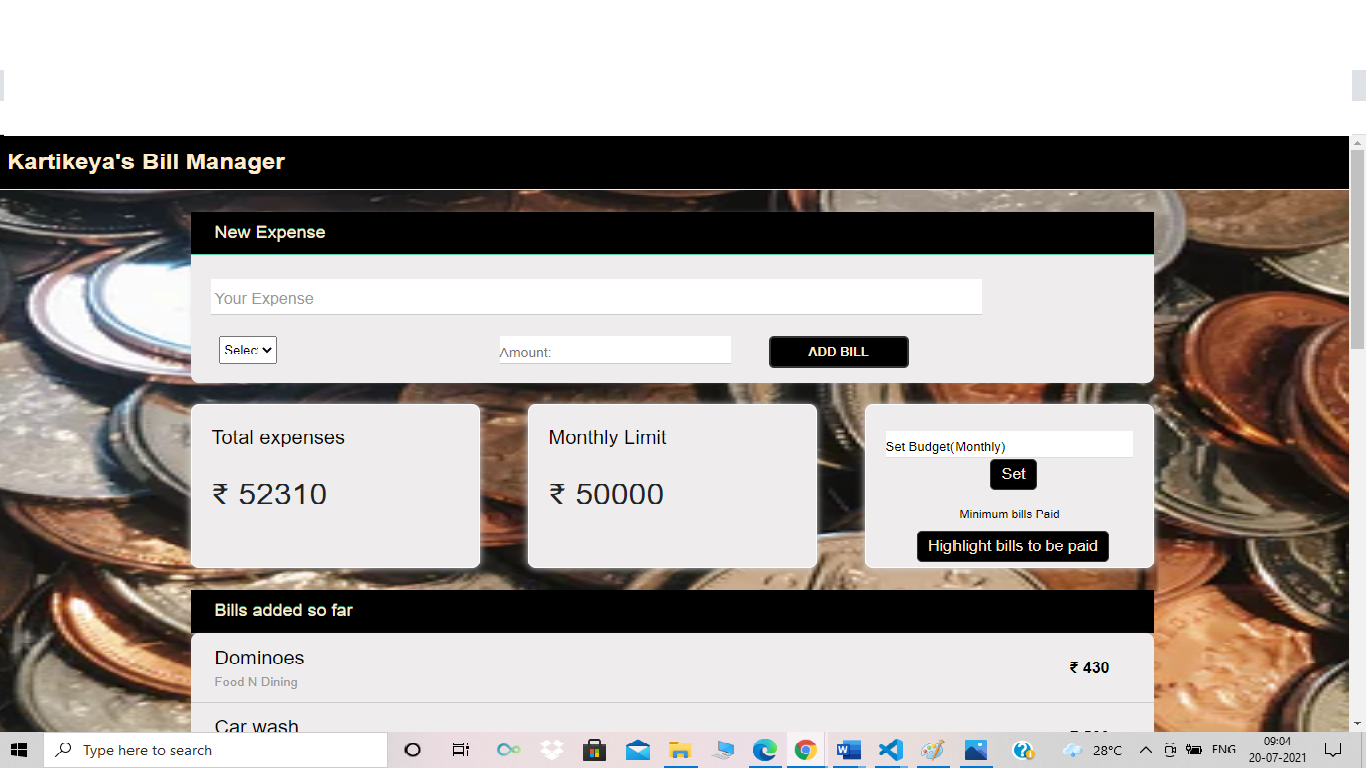 Kartikeya's Bill Manager
New Expense
Your Expense
Amount:
ADD BILL
Total expenses
₹ 52310
Monthly Limit
₹ 50000
Set Budget(Monthly)
Set
Minimum bills Paid
Highlight bills to be paid
Bills added so far
Dominoes
Food N Dining
₹ 430
Car wash
Type here to search
28°C
ENG
09:04
20-07-2021